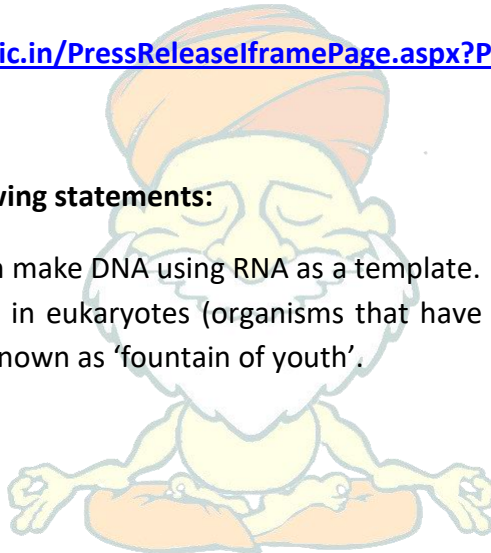 ic.in/PressReleaseIframePage.aspx?P
ving statements:
n make DNA using RNA as a template.
in eukaryotes (organisms that have
nown as ‘fountain of youth’.